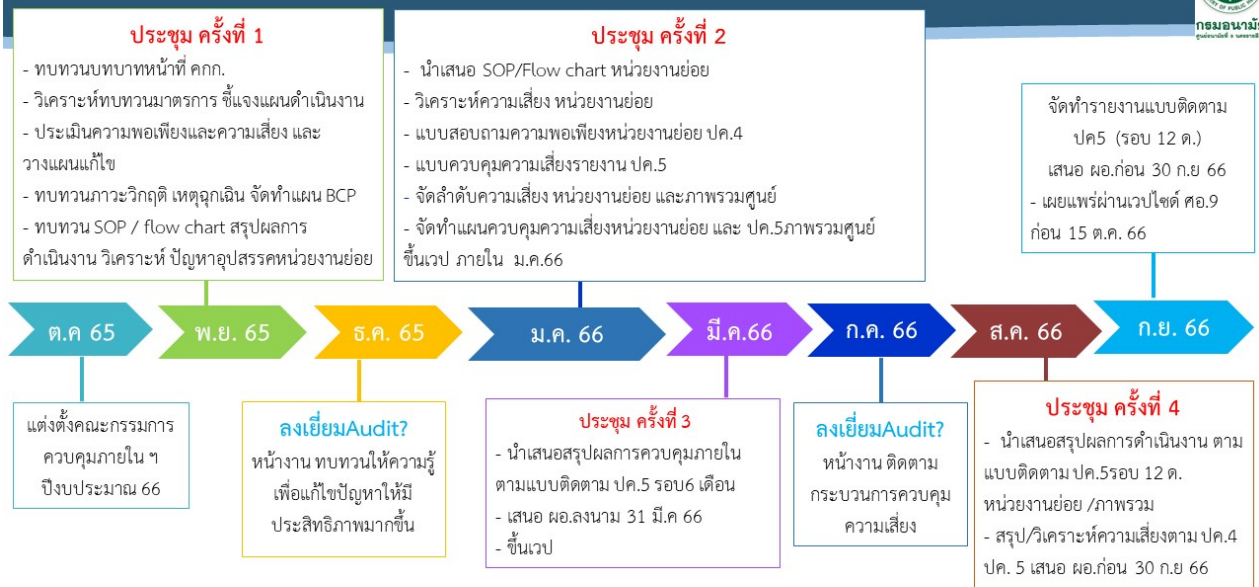 MINISTRY OF PUBLIC HEALTH
กรมอนามัย
ประชุม ครั้งที่ 1
- ทบทวนบทบาทหน้าที่ คกก.
- วิเคราะห์ทบทวนมาตรการ ชี้แจงแผนดำเนินงาน
- ประเมินความพอเพียงและความเสี่ยง และ
วางแผนแก้ไข
- ทบทวนภาวะวิกฤติ เหตุฉุกเฉิน จัดทำแผน BCP
- ทบทวน SOP / flow chart สรุปผลการ
ดำเนินงาน วิเคราะห์ ปัญหาอุปสรรคหน่วยงานย่อย
ประชุม ครั้งที่ 2
- นำเสนอ SOP/Flow chart หน่วยงานย่อย
- วิเคราะห์ความเสี่ยง หน่วยงานย่อย
- แบบสอบถามความพอเพียงหน่วยงานย่อย ปค.4
- แบบควบคุมความเสี่ยงรายงาน ปค.5
- จัดลำดับความเสี่ยง หน่วยงานย่อย และภาพรวมศูนย์
- จัดทำแผนควบคุมความเสี่ยงหน่วยงานย่อย และ ปค.5ภาพรวมศูนย์
ขึ้นเวป ภายใน ม.ค.66
จัดทำรายงานแบบติดตาม
ปค5 (รอบ 12 ด.)
เสนอ ผอ.ก่อน 30 ก.ย 66
- เผยแพร่ผ่านเวปไซด์ ศอ.9
ก่อน 15 ต.ค. 66
ต.ค 65
พ.ย. 65
ธ.ค. 65
ม.ค. 66
มี.ค.66
ก.ค. 66
ส.ค. 66
ก.ย. 66
แต่งตั้งคณะกรรมการ
ควบคุมภายใน ฯ
ปีงบประมาณ 66
ลงเยี่ยมAudit?
หน้างาน ทบทวนให้ความรู้
เพื่อแก้ไขปัญหาให้มี
ประสิทธิภาพมากขึ้น
ประชุม ครั้งที่ 3
- นำเสนอสรุปผลการควบคุมภายใน
ตามแบบติดตาม ปค.5 รอบ6 เดือน
- เสนอ ผอ.ลงนาม 31 มี.ค 66
- ขึ้นเวป
ลงเยี่ยมAudit?
หน้างาน ติดตาม
กระบวนการควบคุม
ความเสี่ยง
ประชุม ครั้งที่ 4
- นำเสนอสรุปผลการดำเนินงาน ตาม
แบบติดตาม ปค.5รอบ 12 ด.
หน่วยงานย่อย /ภาพรวม
- สรุป/วิเคราะห์ความเสี่ยงตาม ปค.4
ปค. 5 เสนอ ผอ.ก่อน 30 ก.ย 66